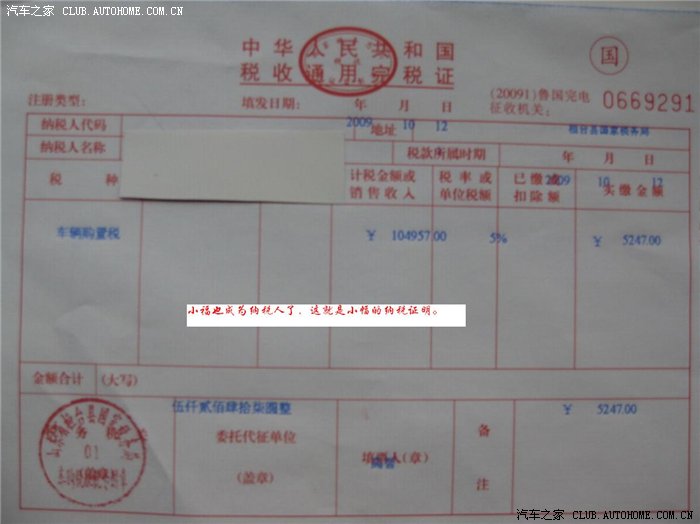 汽车之家 CLUB.AUTOHOME.COM.CN
中华人民共和国
税收通用完税证
国
(20091)鲁国完电 0669291
注册类型: 填发日期: 年 月 日 征收机关:
纳税人代码 2009 地址 10 12 桓台县国家税务局
纳税人名称 税款所属时期 年 月 日
税 种 计税金额或销售收入 税率或单位税额 已缴或扣除额 2009 10 12 实缴金额
车辆购置税 ¥ 104957.00 5% ¥ 5247.00
小福也成为纳税人了，这就是小福的纳税证明。
金额合计 (大写)
伍仟贰佰肆拾柒圆整 ¥ 5247.00
委托代征单位 填票人(章) 备
(盖章) 注
01
汽车之家 CLUB.AUTOHOME.COM.CN